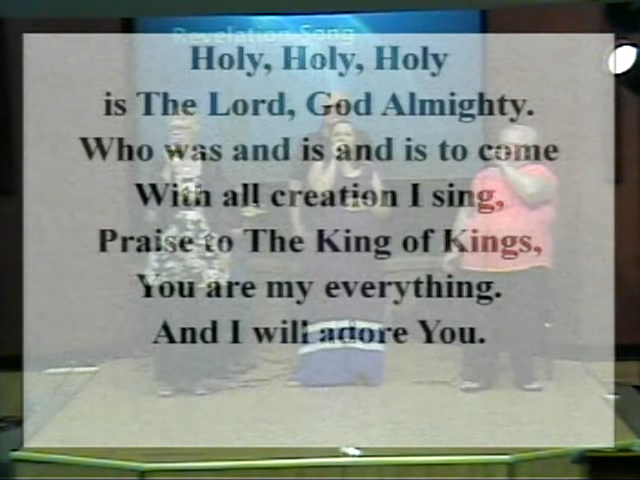 Revelation Song
Holy, Holy, Holy
is The Lord, God Almighty.
Who was and is and is to come
With all creation I sing,
Praise to The King of Kings,
You are my everything.
And I will adore You.